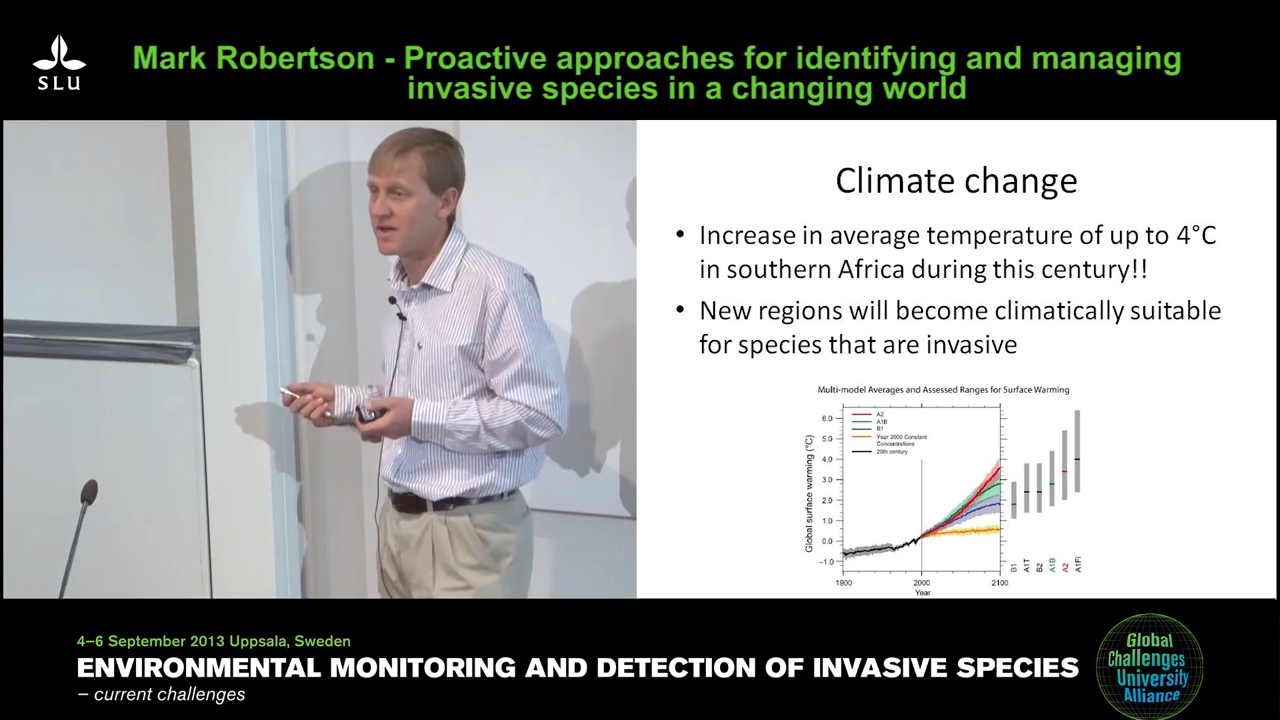 SLU
Mark Robertson - Proactive approaches for identifying and managing
invasive species in a changing world
Climate change
• Increase in average temperature of up to 4°C
in southern Africa during this century!!
• New regions will become climatically suitable
for species that are invasive
Multi-model Averages and Assessed Ranges for Surface Warming
Global surface warming (°C)
6.0
5.0
4.0
3.0
2.0
1.0
0.0
–1.0
A2
A1B
B1
Year 2000 Constant
Concentrations
20th century
1900
2000
2100
Year
B1
A1T
B2
A1B
A2
A1FI
4–6 September 2013 Uppsala, Sweden
ENVIRONMENTAL MONITORING AND DETECTION OF INVASIVE SPECIES
– current challenges
Global
Challenges
University
Alliance